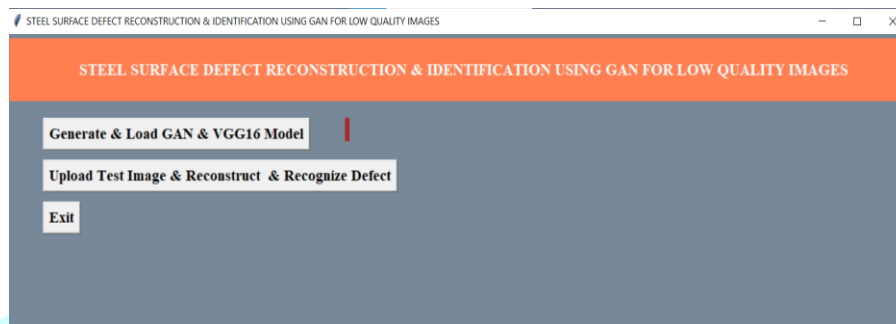 STEEL SURFACE DEFECT RECONSTRUCTION & IDENTIFICATION USING GAN FOR LOW QUALITY IMAGES
STEEL SURFACE DEFECT RECONSTRUCTION & IDENTIFICATION USING GAN FOR LOW QUALITY IMAGES
Generate & Load GAN & VGG16 Model
Upload Test Image & Reconstruct & Recognize Defect
Exit